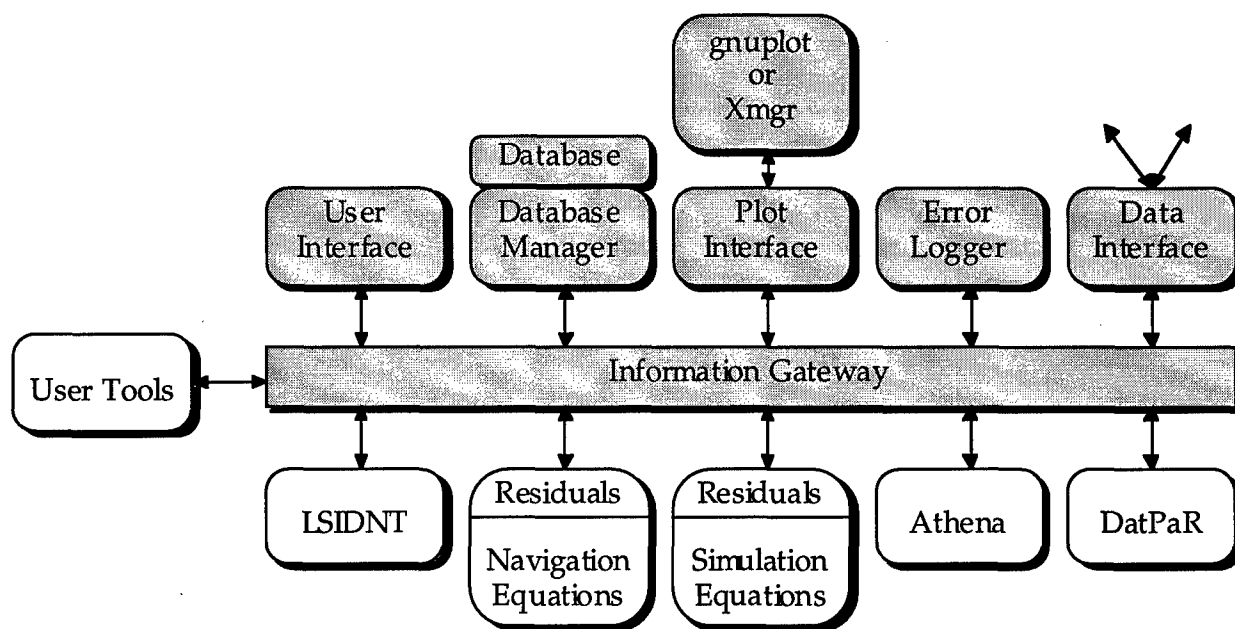 gnuplot
or
Xmgr
Database
User
Interface
Database
Manager
Plot
Interface
Error
Logger
Data
Interface
User Tools
Information Gateway
LSIDNT
Residuals
Navigation
Equations
Residuals
Simulation
Equations
Athena
DatPaR